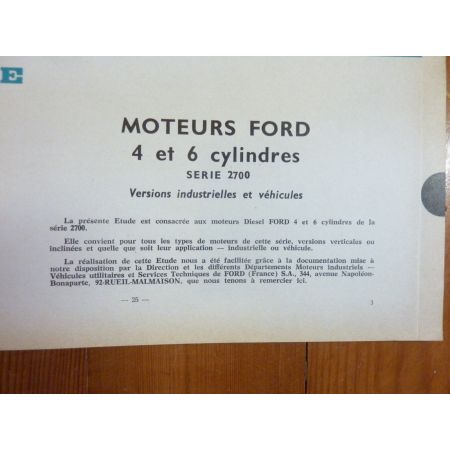 E
MOTEURS FORD
4 et 6 cylindres
SERIE 2700
Versions industrielles et véhicules
La présente Etude est consacrée aux moteurs Diesel FORD 4 et 6 cylindres de la
série 2700.
Elle convient pour tous les types de moteurs de cette série, versions verticales ou
inclinées et quelle que soit leur application — industrielle ou véhicule.
La réalisation de cette Etude nous a été facilitée grâce à la documentation mise à
notre disposition par la Direction et les différents Départements Moteurs industriels —
Véhicules utilitaires et Services Techniques de FORD (France) S.A., 344, avenue Napoléon-
Bonaparte, 92-RUEIL-MALMAISON, que nous tenons à remercier ici.
— 25 —
3